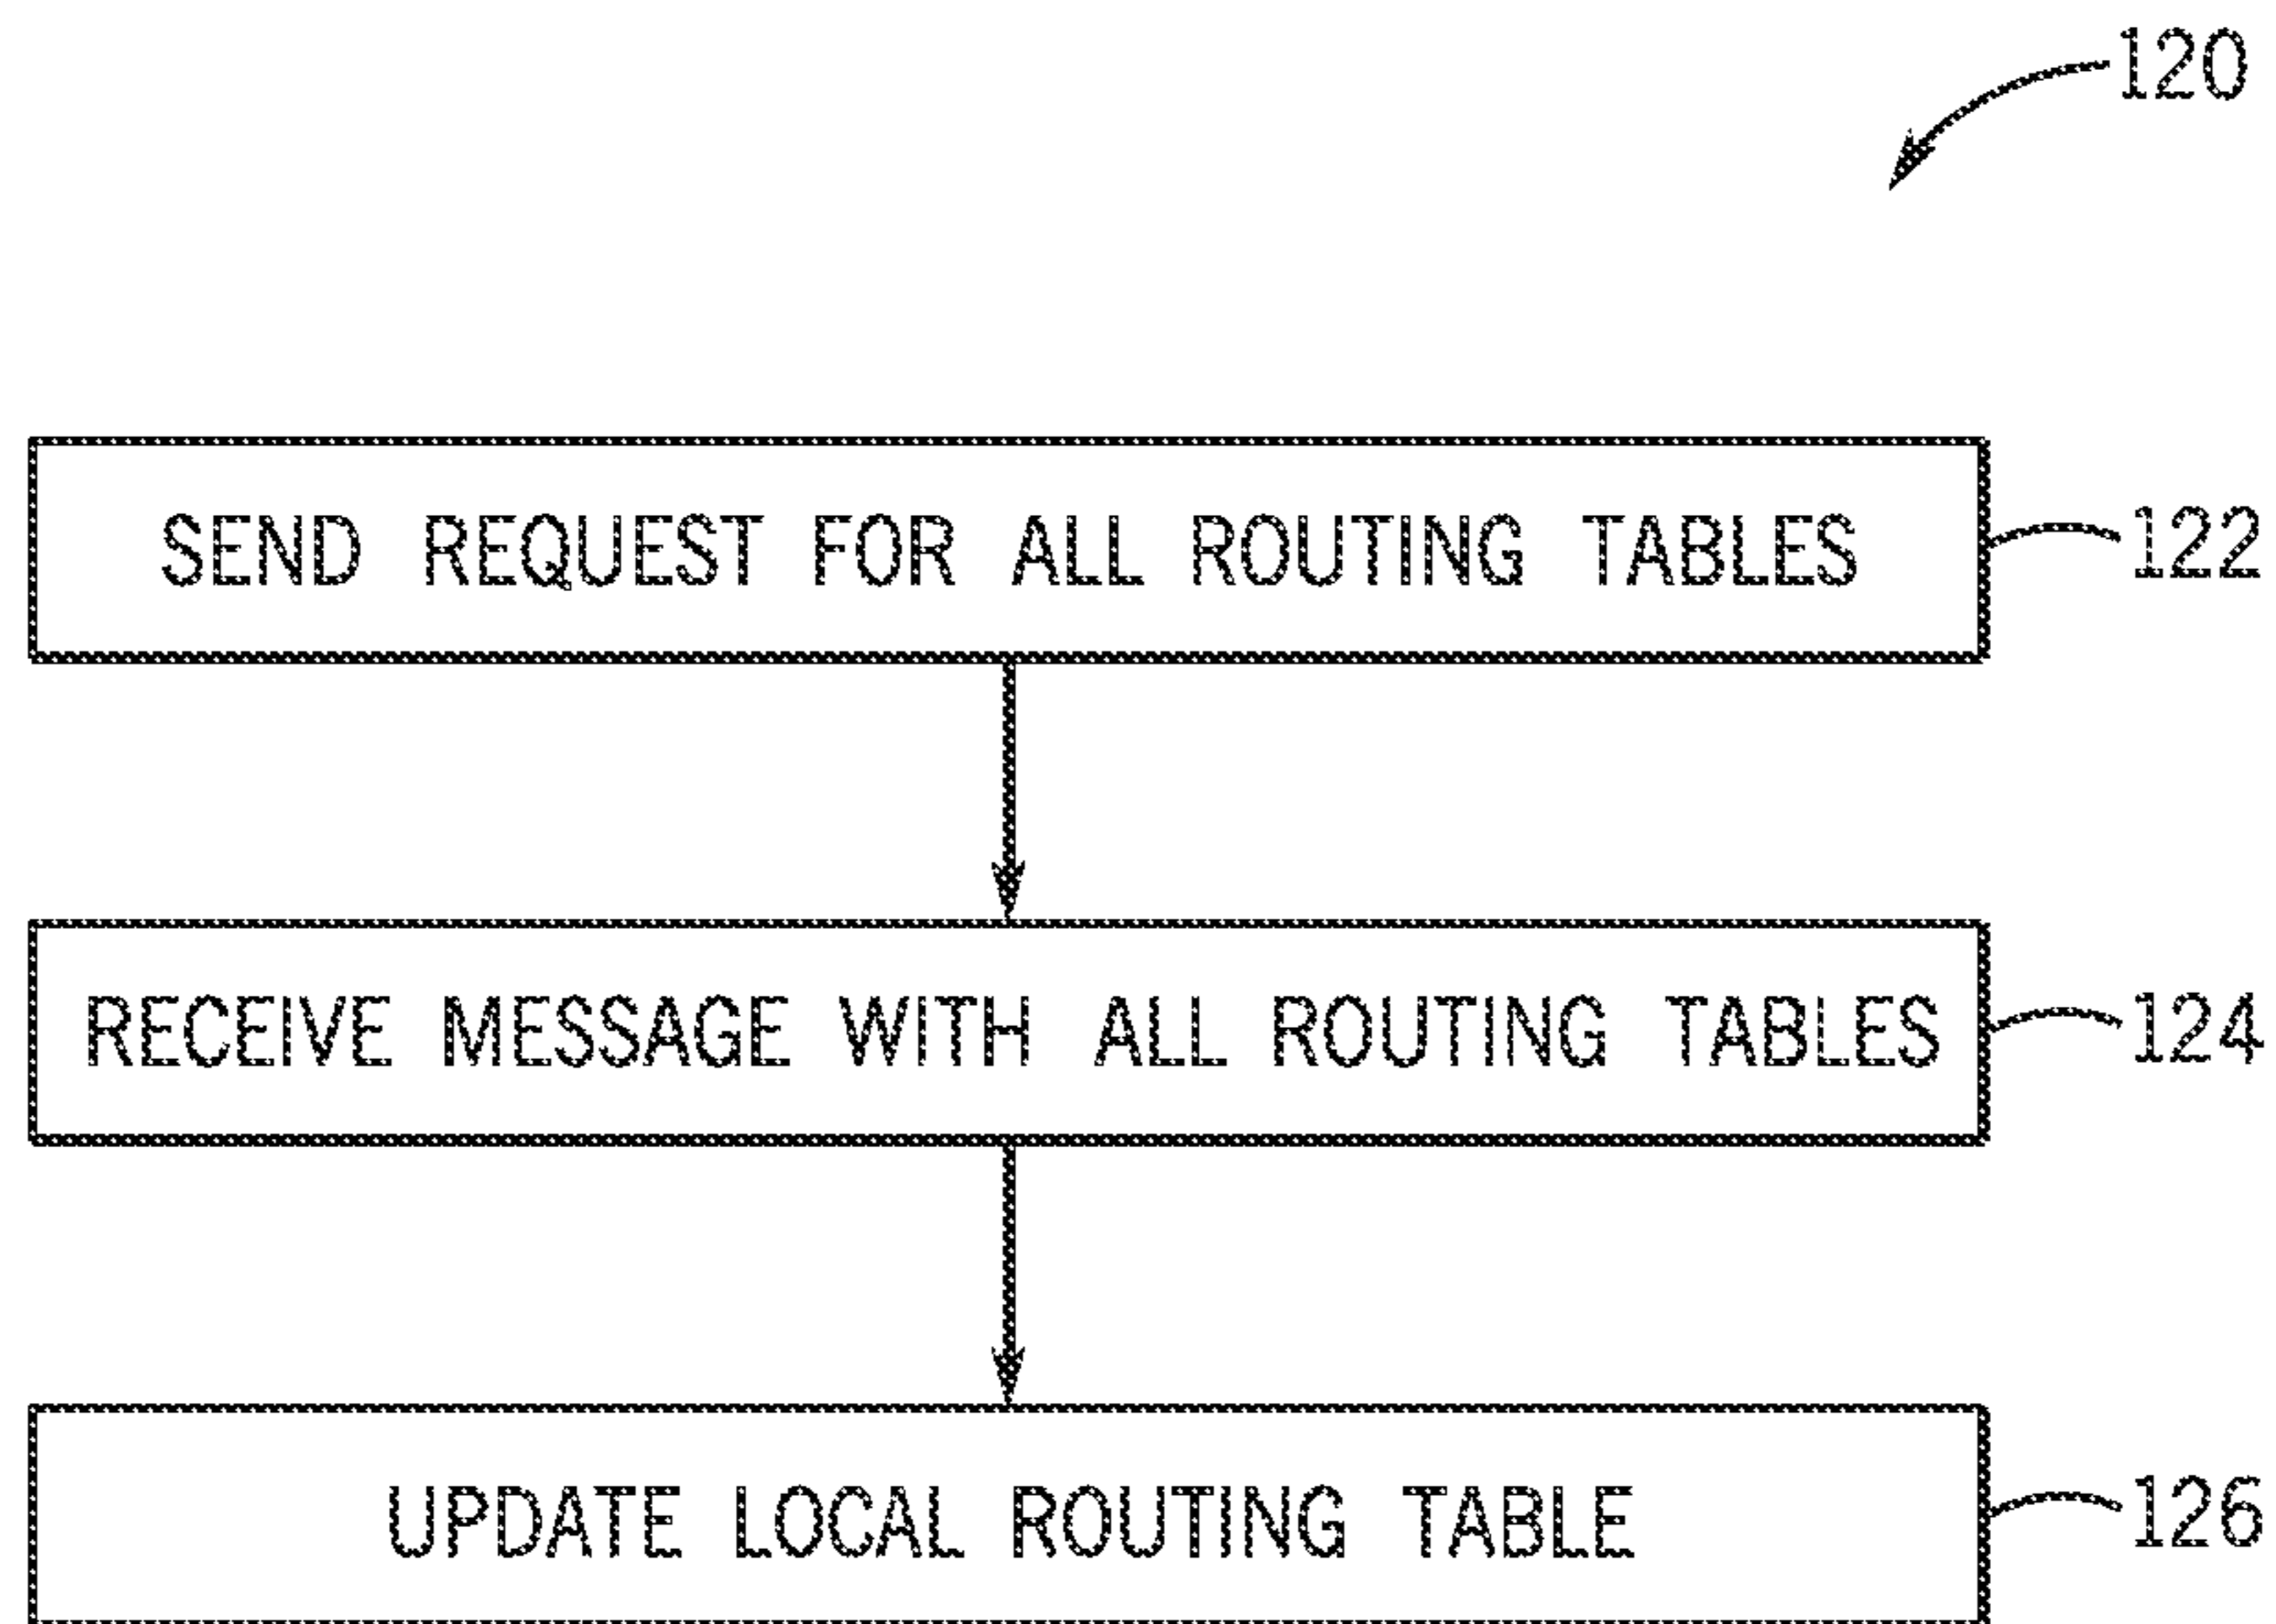 120
SEND REQUEST FOR ALL ROUTING TABLES
122
RECEIVE MESSAGE WITH ALL ROUTING TABLES
124
UPDATE LOCAL ROUTING TABLE
126